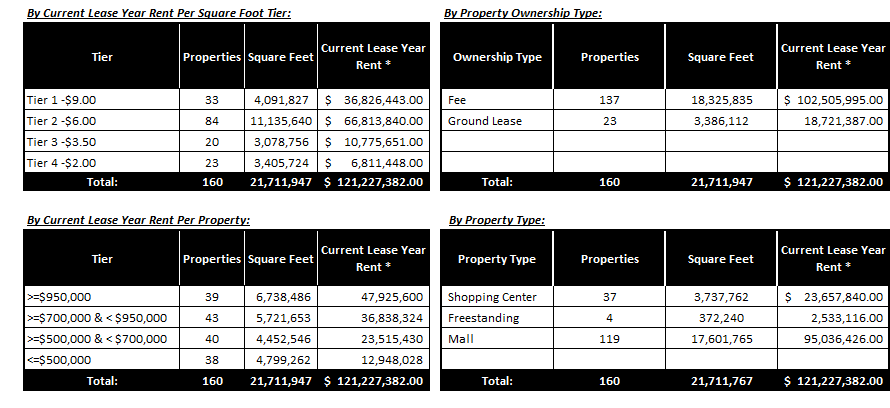 By Current Lease Year Rent Per Square Foot Tier:
Tier Properties Square Feet Current Lease Year Rent *
Tier 1 -$9.00 33 4,091,827 $ 36,826,443.00
Tier 2 -$6.00 84 11,135,640 $ 66,813,840.00
Tier 3 -$3.50 20 3,078,756 $ 10,775,651.00
Tier 4 -$2.00 23 3,405,724 $ 6,811,448.00
Total: 160 21,711,947 $ 121,227,382.00
By Property Ownership Type:
Ownership Type Properties Square Feet Current Lease Year Rent *
Fee 137 18,325,835 $ 102,505,995.00
Ground Lease 23 3,386,112 18,721,387.00
Total: 160 21,711,947 $ 121,227,382.00
By Current Lease Year Rent Per Property:
Tier Properties Square Feet Current Lease Year Rent *
>=$950,000 39 6,738,486 47,925,600
>=$700,000 & < $950,000 43 5,721,653 36,838,324
>=$500,000 & < $700,000 40 4,452,546 23,515,430
<=$500,000 38 4,799,262 12,948,028
Total: 160 21,711,947 $ 121,227,382.00
By Property Type:
Property Type Properties Square Feet Current Lease Year Rent *
Shopping Center 37 3,737,762 $ 23,657,840.00
Freestanding 4 372,240 2,533,116.00
Mall 119 17,601,765 95,036,426.00
Total: 160 21,711,767 $ 121,227,382.00